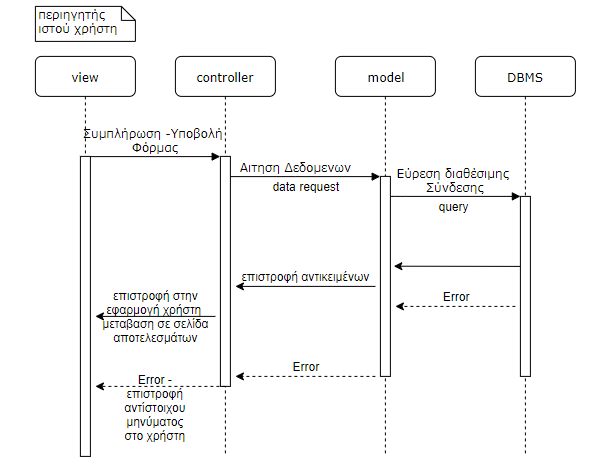 περιηγητής
ιστού χρήστη
view
controller
model
DBMS
Συμπλήρωση -Υποβολή
Φόρμας
Αιτηση Δεδομενων
data request
Εύρεση διαθέσιμης
Σύνδεσης
query
επιστροφή αντικειμένων
επιστροφή στην
εφαρμογή χρήστη
μεταβαση σε σελίδα
αποτελεσμάτων
Error
Error
Error -
επιστροφή
αντίστοιχου
μηνύματος
στο χρήστη